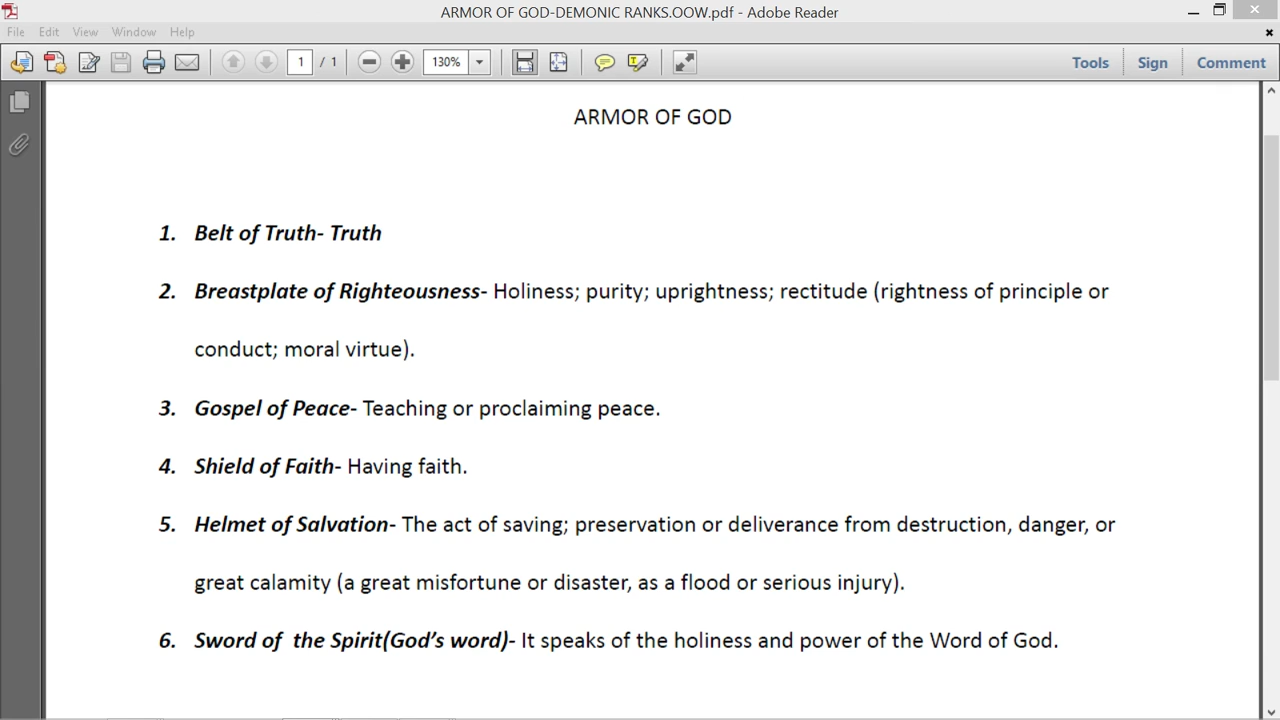 ARMOR OF GOD-DEMONIC RANKS.OOW.pdf - Adobe Reader
File Edit View Window Help
1 / 1 130% Tools Sign Comment
ARMOR OF GOD
1. Belt of Truth- Truth
2. Breastplate of Righteousness- Holiness; purity; uprightness; rectitude (rightness of principle or
conduct; moral virtue).
3. Gospel of Peace- Teaching or proclaiming peace.
4. Shield of Faith- Having faith.
5. Helmet of Salvation- The act of saving; preservation or deliverance from destruction, danger, or
great calamity (a great misfortune or disaster, as a flood or serious injury).
6. Sword of  the Spirit(God’s word)- It speaks of the holiness and power of the Word of God.